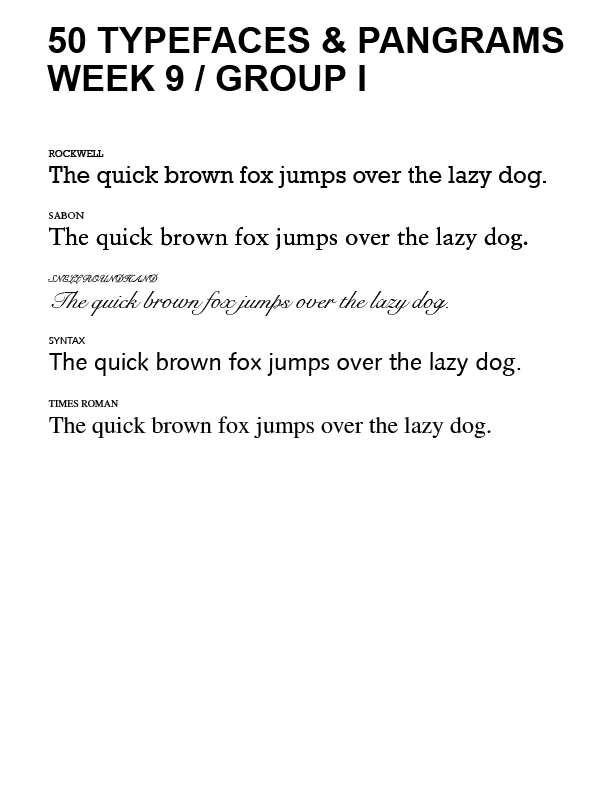 50 TYPEFACES & PANGRAMS
WEEK 9 / GROUP I
ROCKWELL
The quick brown fox jumps over the lazy dog.
SABON
The quick brown fox jumps over the lazy dog.
SNELL ROUNDHAND
The quick brown fox jumps over the lazy dog.
SYNTAX
The quick brown fox jumps over the lazy dog.
TIMES ROMAN
The quick brown fox jumps over the lazy dog.